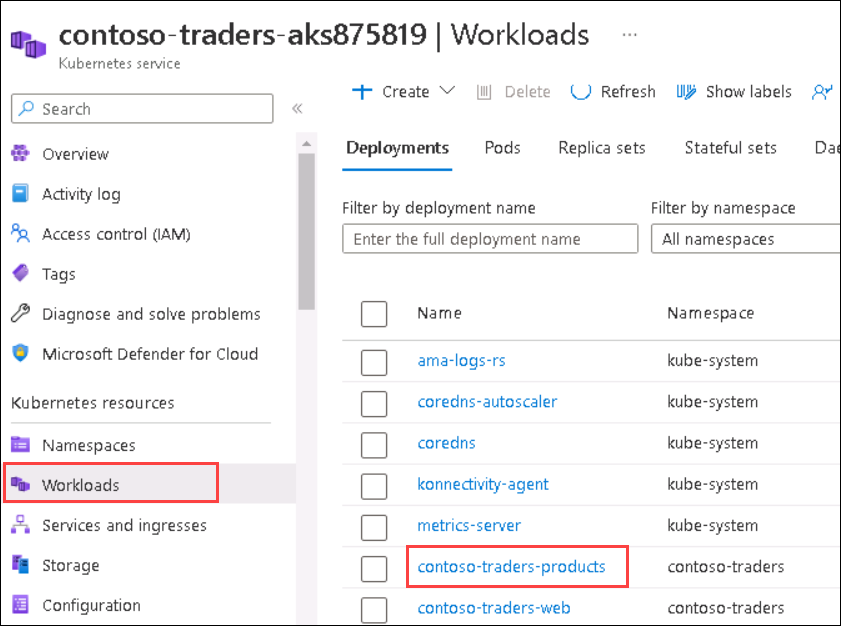 contoso-traders-aks875819 | Workloads ...
Kubernetes service
Search «
Overview
Activity log
Access control (IAM)
Tags
Diagnose and solve problems
Microsoft Defender for Cloud
Kubernetes resources
Namespaces
Workloads
Services and ingresses
Storage
Configuration
Create Delete Refresh Show labels
Deployments Pods Replica sets Stateful sets Dae
Filter by deployment name Filter by namespace
Enter the full deployment name All namespaces
Name Namespace
ama-logs-rs kube-system
coredns-autoscaler kube-system
coredns kube-system
konnectivity-agent kube-system
metrics-server kube-system
contoso-traders-products contoso-traders
contoso-traders-web contoso-traders